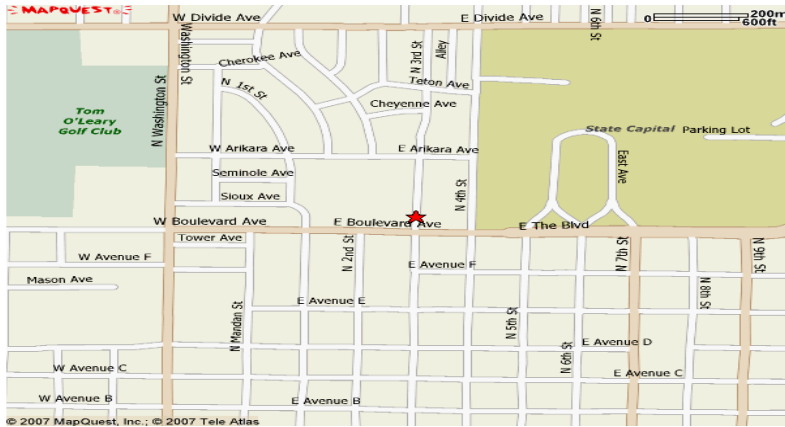 MAPQUEST
W Divide Ave
E Divide Ave
N 6th St
0 200m
600ft
Washington St
N 3rd St
Alley
Cherokee Ave
Teton Ave
N 1st St
Cheyenne Ave
N Washington St
Tom
O'Leary
Golf Club
State Capital Parking Lot
W Arikara Ave
E Arikara Ave
East Ave
Seminole Ave
Sioux Ave
N 4th St
W Boulevard Ave
E Boulevard Ave
E The Blvd
Tower Ave
N 2nd St
N 7th St
N 9th St
W Avenue F
E Avenue F
Mason Ave
N 8th St
E Avenue E
N Mandan St
N 5th St
N 6th St
E Avenue D
W Avenue C
E Avenue C
W Avenue B
E Avenue B
© 2007 MapQuest, Inc.; © 2007 Tele Atlas